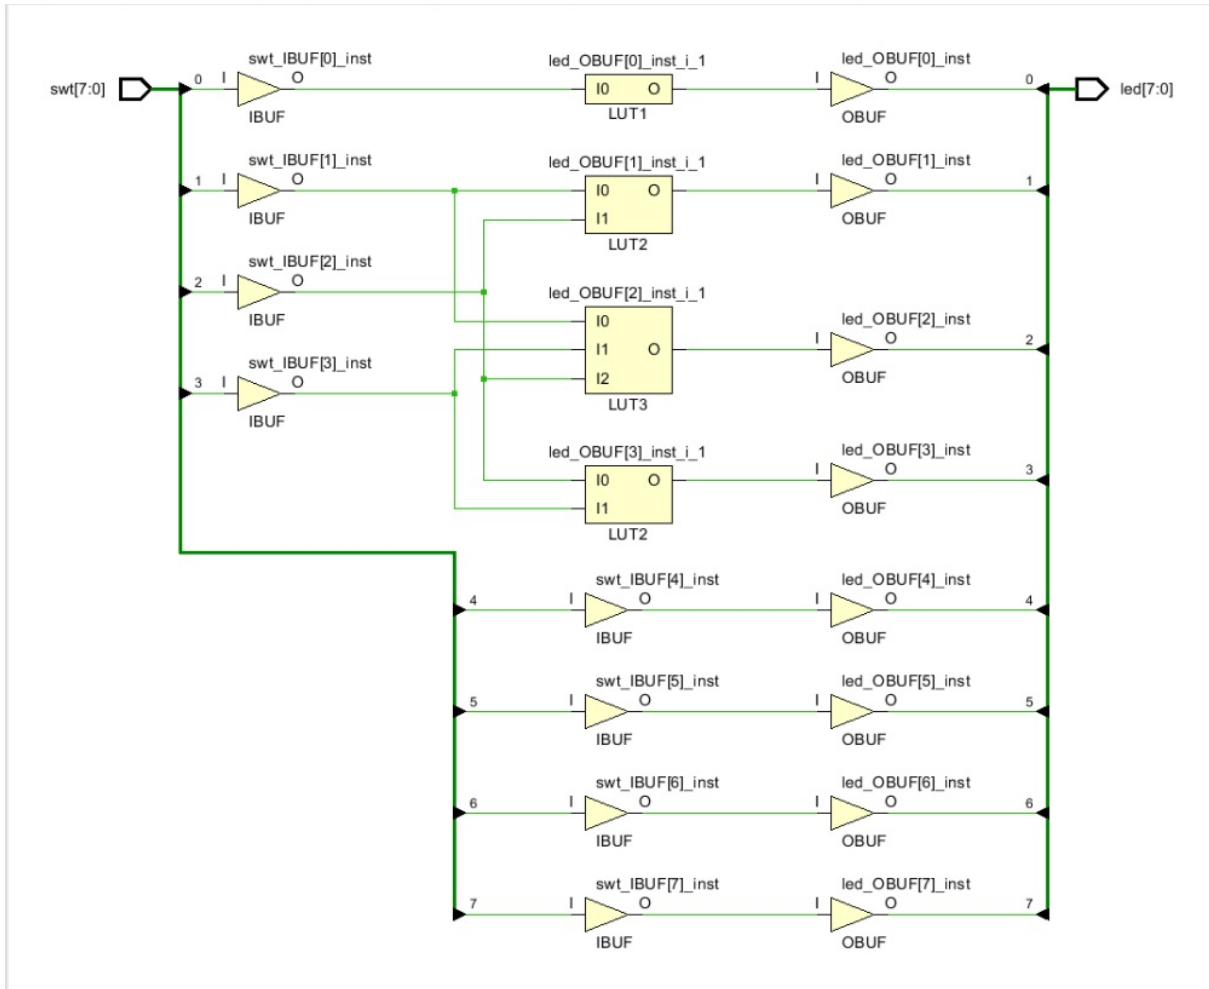 swt_IBUF[0]_inst led_OBUF[0]_inst_i_1 led_OBUF[0]_inst
swt[7:0] 0 I O I0 O I O 0 led[7:0]
IBUF LUT1 OBUF
swt_IBUF[1]_inst led_OBUF[1]_inst_i_1 led_OBUF[1]_inst
1 I O I0 O I O 1
IBUF I1 OBUF
LUT2
swt_IBUF[2]_inst
2 I O
IBUF
led_OBUF[2]_inst_i_1 led_OBUF[2]_inst
I0
I1 O I O 2
I2 OBUF
LUT3
swt_IBUF[3]_inst
3 I O
IBUF
led_OBUF[3]_inst_i_1 led_OBUF[3]_inst
I0 O I O 3
I1 OBUF
LUT2
swt_IBUF[4]_inst led_OBUF[4]_inst
4 I O I O 4
IBUF OBUF
swt_IBUF[5]_inst led_OBUF[5]_inst
5 I O I O 5
IBUF OBUF
swt_IBUF[6]_inst led_OBUF[6]_inst
6 I O I O 6
IBUF OBUF
swt_IBUF[7]_inst led_OBUF[7]_inst
7 I O I O 7
IBUF OBUF